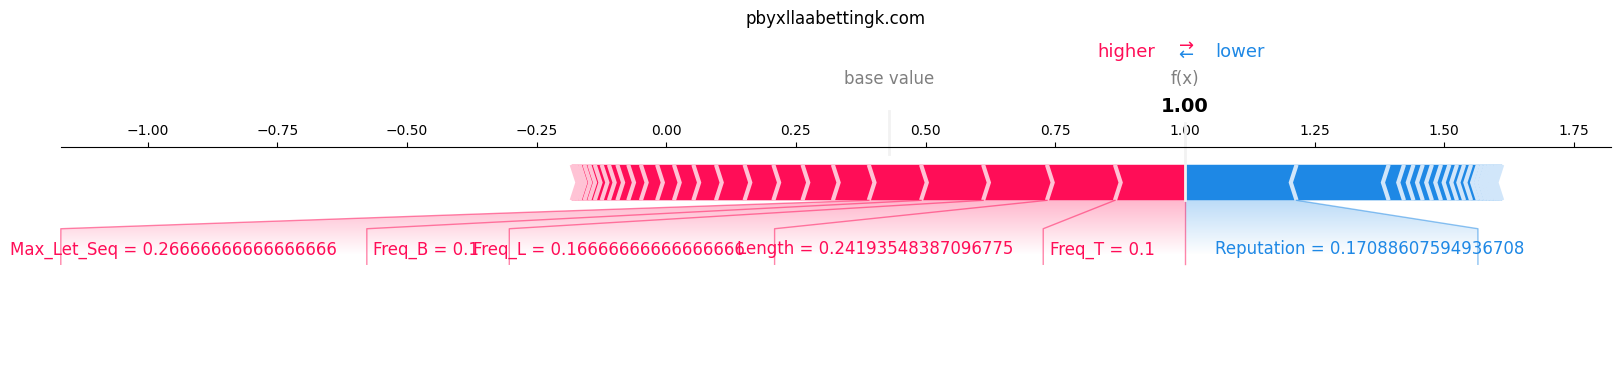 pbyxllaabettingk.com
higher → ← lower
base value f(x)
1.00
−1.00 −0.75 −0.50 −0.25 0.00 0.25 0.50 0.75 1.00 1.25 1.50 1.75
Max_Let_Seq = 0.26666666666666666 Freq_B = 0.1 Freq_L = 0.16666666666666666 Length = 0.24193548387096775 Freq_T = 0.1 Reputation = 0.17088607594936708